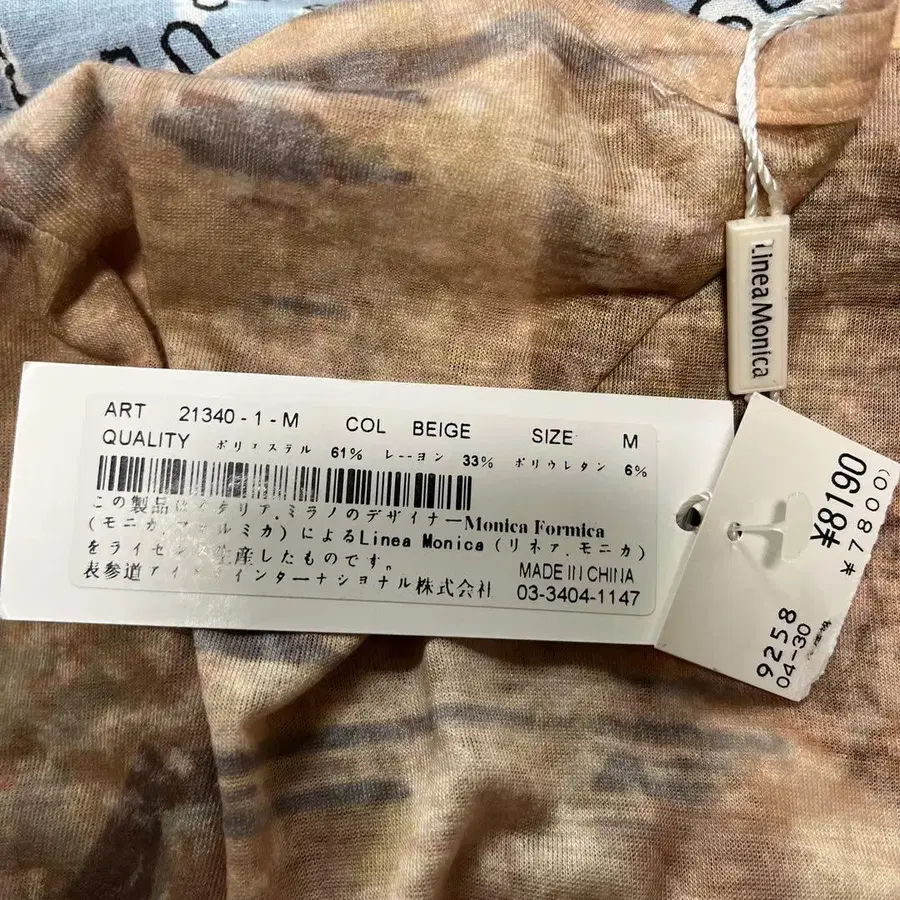 Linea Monica
ART 21340-1-M COL BEIGE SIZE M
QUALITY ポリエステル 61% レーヨン 33% ポリウレタン 6%
この製品はイタリア.ミラノのデザイナーMonica Formica
(モニカ.フォルミカ)によるLinea Monica(リネア.モニカ)
をライセンス生産したものです。
MADE IN CHINA
表参道アイ インターナショナル株式会社 03-3404-1147
¥8190
*7800)
9258
04-30